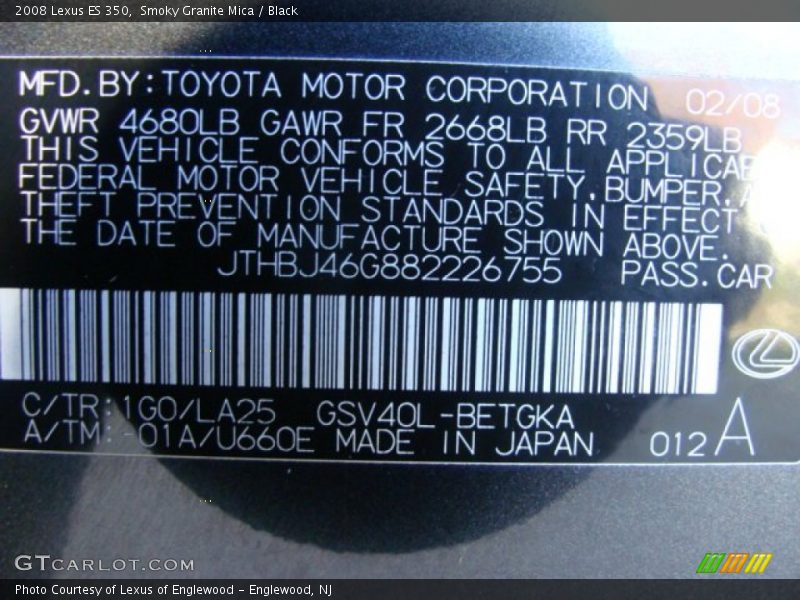 2008 Lexus ES 350, Smoky Granite Mica / Black
MFD.BY:TOYOTA MOTOR CORPORATION 02/08
GVWR 4680LB GAWR FR 2668LB RR 2359LB
THIS VEHICLE CONFORMS TO ALL
FEDERAL MOTOR VEHICLE SAFETY,BUMPER,
THEFT PREVENTION STANDARDS IN EFFECT
THE DATE OF MANUFACTURE SHOWN ABOVE.
JTHBJ46G882226755 PASS.CAR
C/TR:1G0/LA25 GSV40L-BETGKA
A/TM:-01A/U660E MADE IN JAPAN 012 A
GTCARLOT.COM
Photo Courtesy of Lexus of Englewood - Englewood, NJ